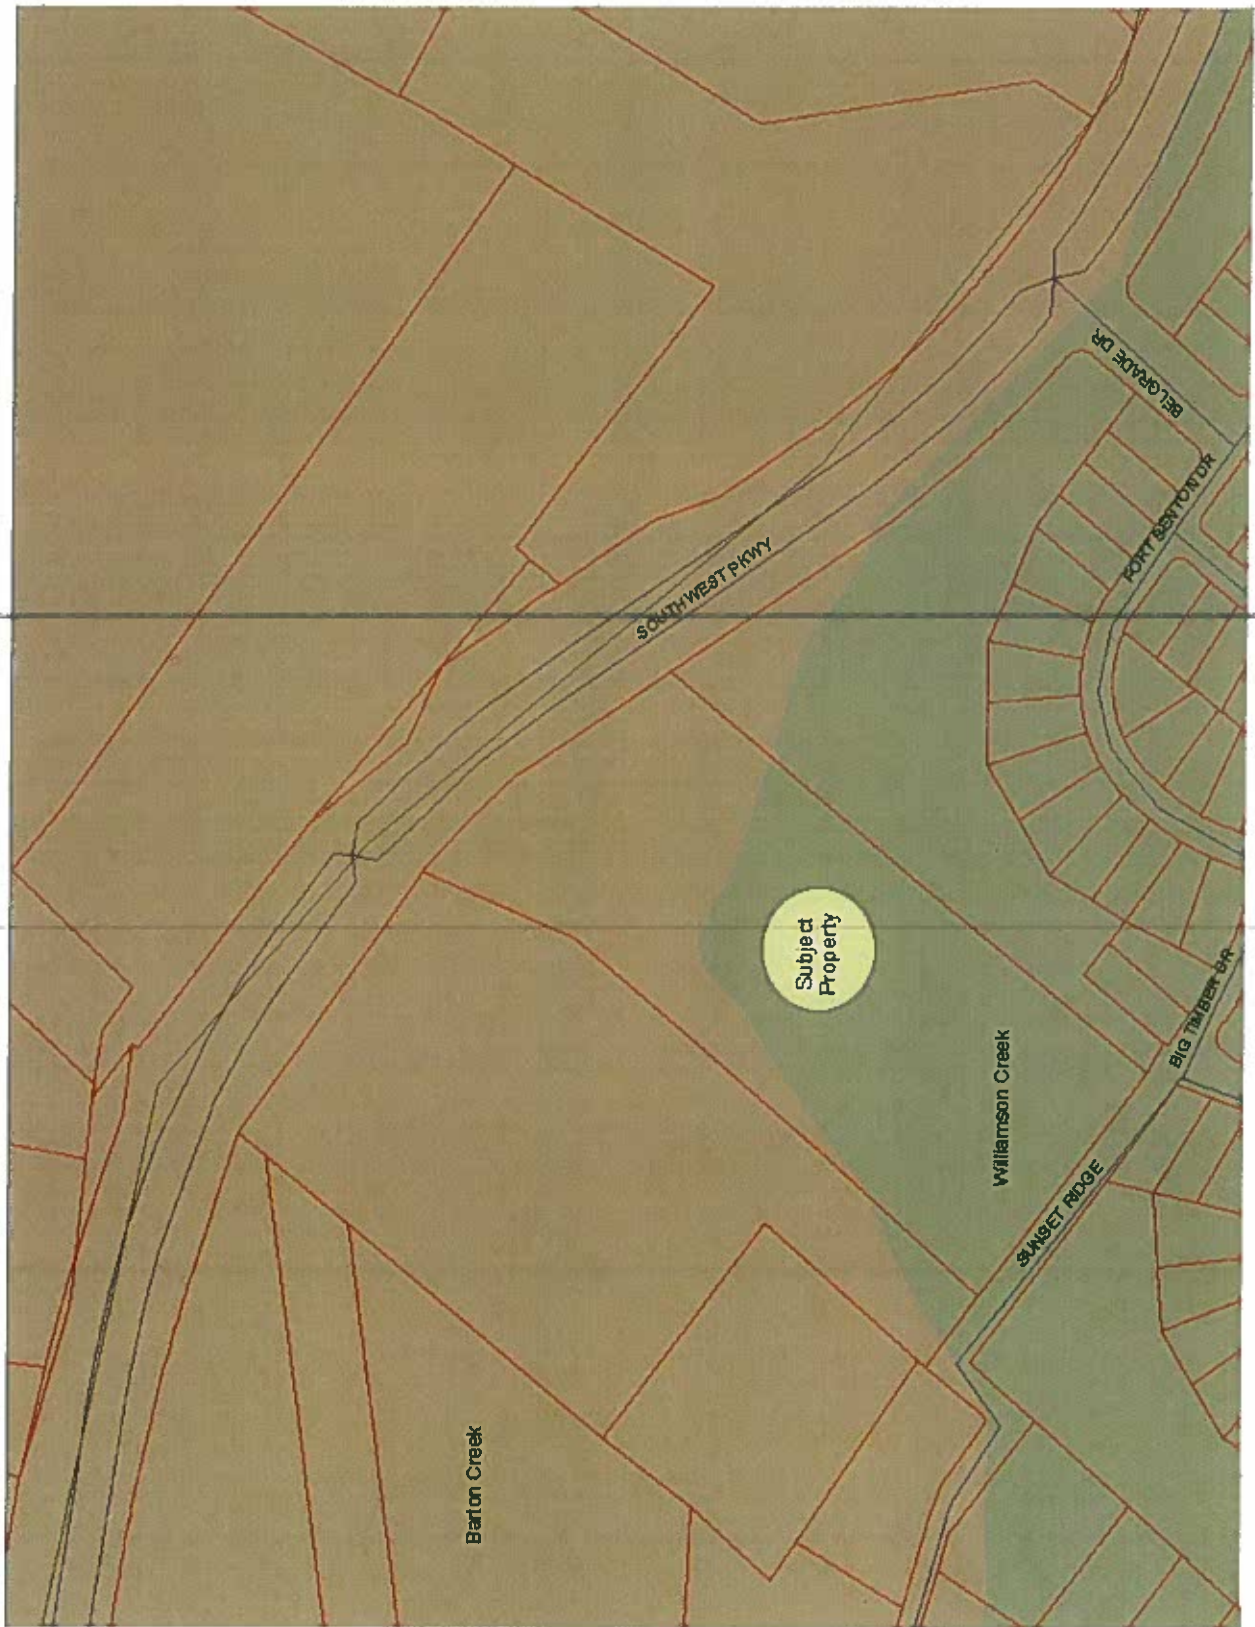 SOUTHWEST PKWY
BELGRADE DR
FORT BENTON DR
Subject
Property
BIG TIMBER DR
Williamson Creek
SUNSET RIDGE
Barton Creek